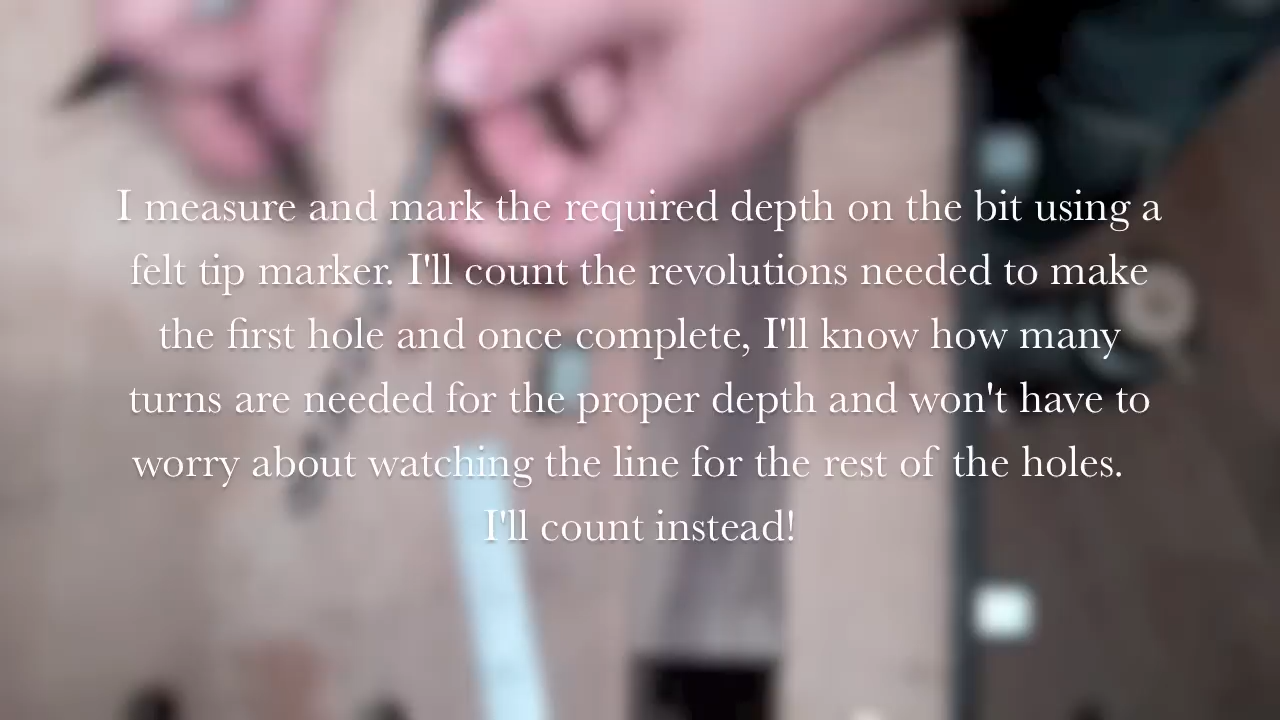 I measure and mark the required depth on the bit using a
felt tip marker. I'll count the revolutions needed to make
the first hole and once complete, I'll know how many
turns are needed for the proper depth and won't have to
worry about watching the line for the rest of the holes.
I'll count instead!